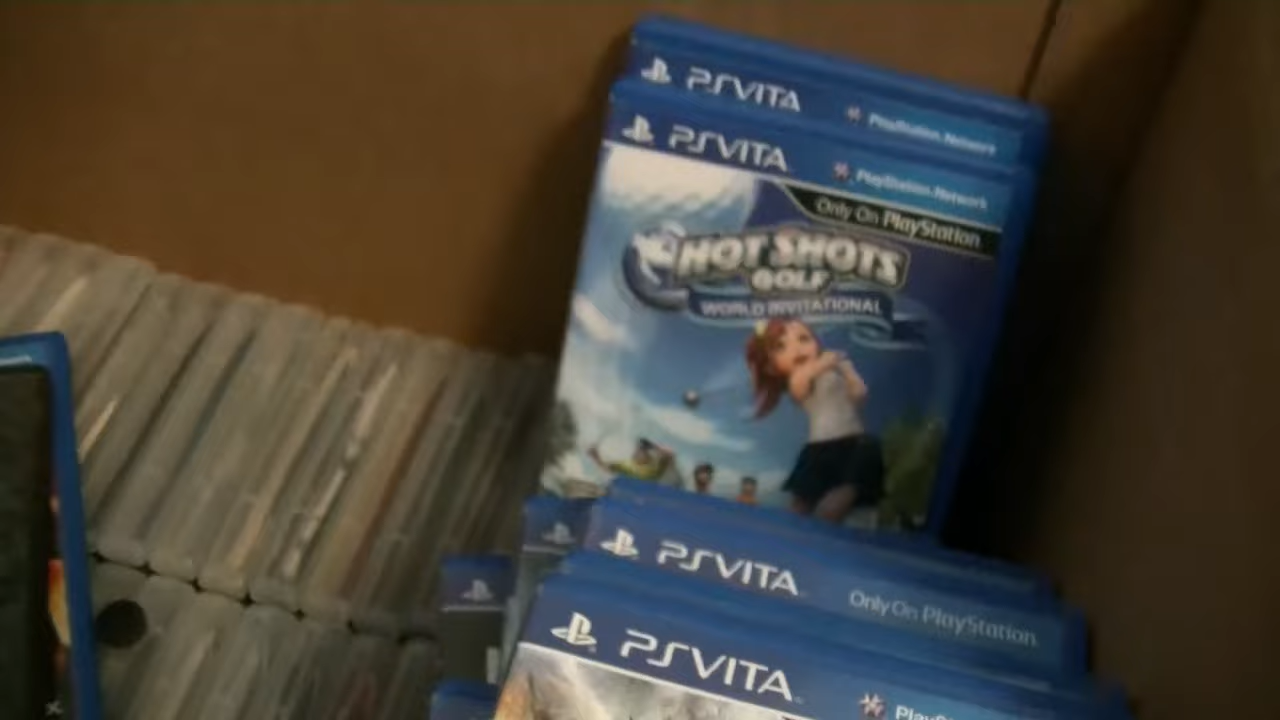 PSVITA PlayStation Network
PSVITA PlayStation Network
Only On PlayStation
HOT SHOTS
GOLF
WORLD INVITATIONAL
PSVITA Only On PlayStation
PSVITA